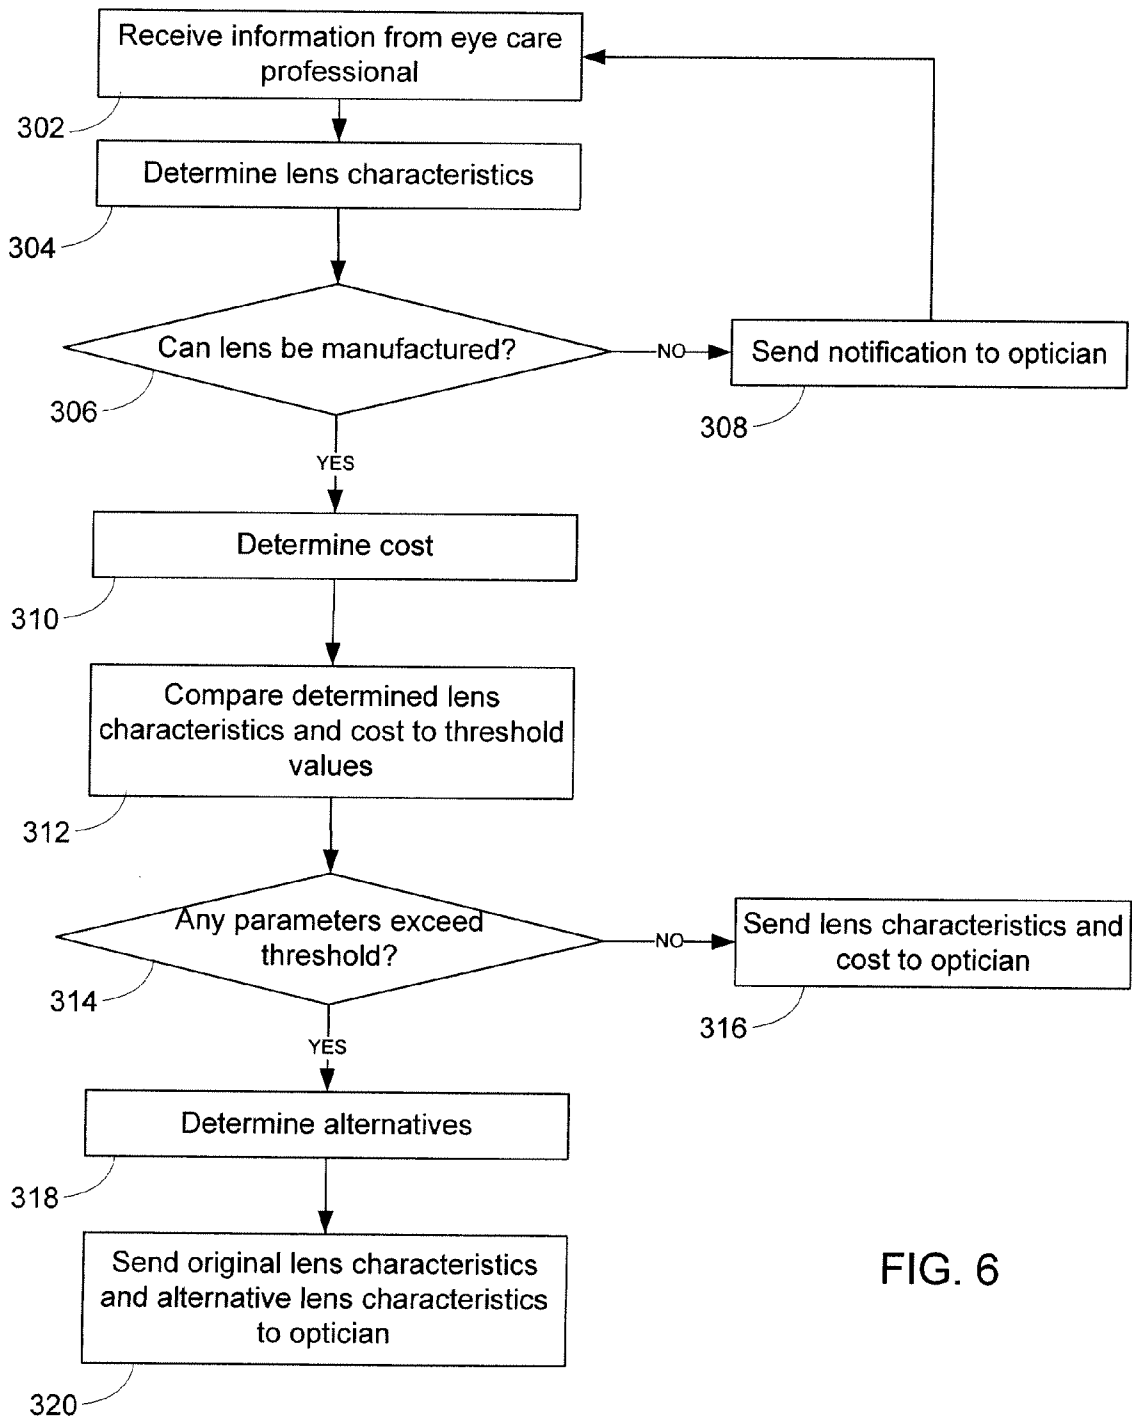 Receive information from eye care
professional
302
Determine lens characteristics
304
Can lens be manufactured?
NO
Send notification to optician
306
308
YES
Determine cost
310
Compare determined lens
characteristics and cost to threshold
values
312
Any parameters exceed
threshold?
NO
Send lens characteristics and
cost to optician
314
316
YES
Determine alternatives
318
Send original lens characteristics
and alternative lens characteristics
to optician
320
FIG. 6